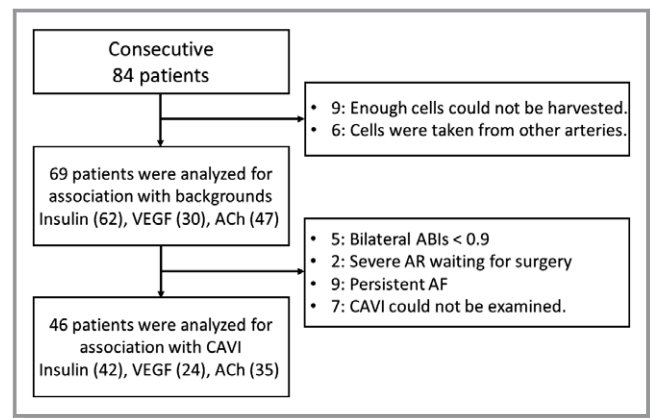 Consecutive
84 patients
• 9: Enough cells could not be harvested.
• 6: Cells were taken from other arteries.
69 patients were analyzed for
association with backgrounds
Insulin (62), VEGF (30), ACh (47)
• 5: Bilateral ABIs < 0.9
• 2: Severe AR waiting for surgery
• 9: Persistent AF
• 7: CAVI could not be examined.
46 patients were analyzed for
association with CAVI
Insulin (42), VEGF (24), ACh (35)